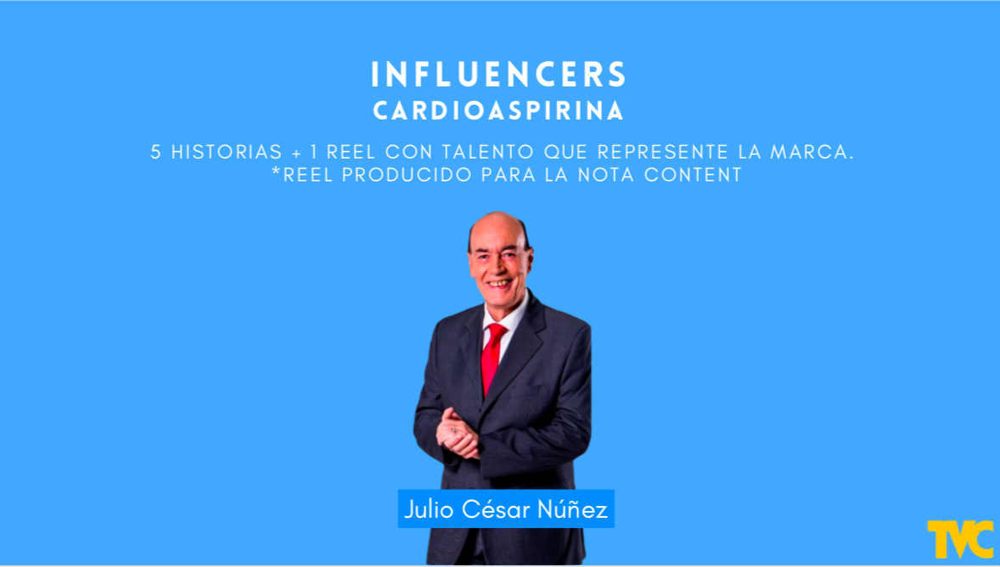 INFLUENCERS
CARDIOASPIRINA
5 HISTORIAS + 1 REEL CON TALENTO QUE REPRESENTE LA MARCA.
*REEL PRODUCIDO PARA LA NOTA CONTENT
Julio César Núñez
TVC